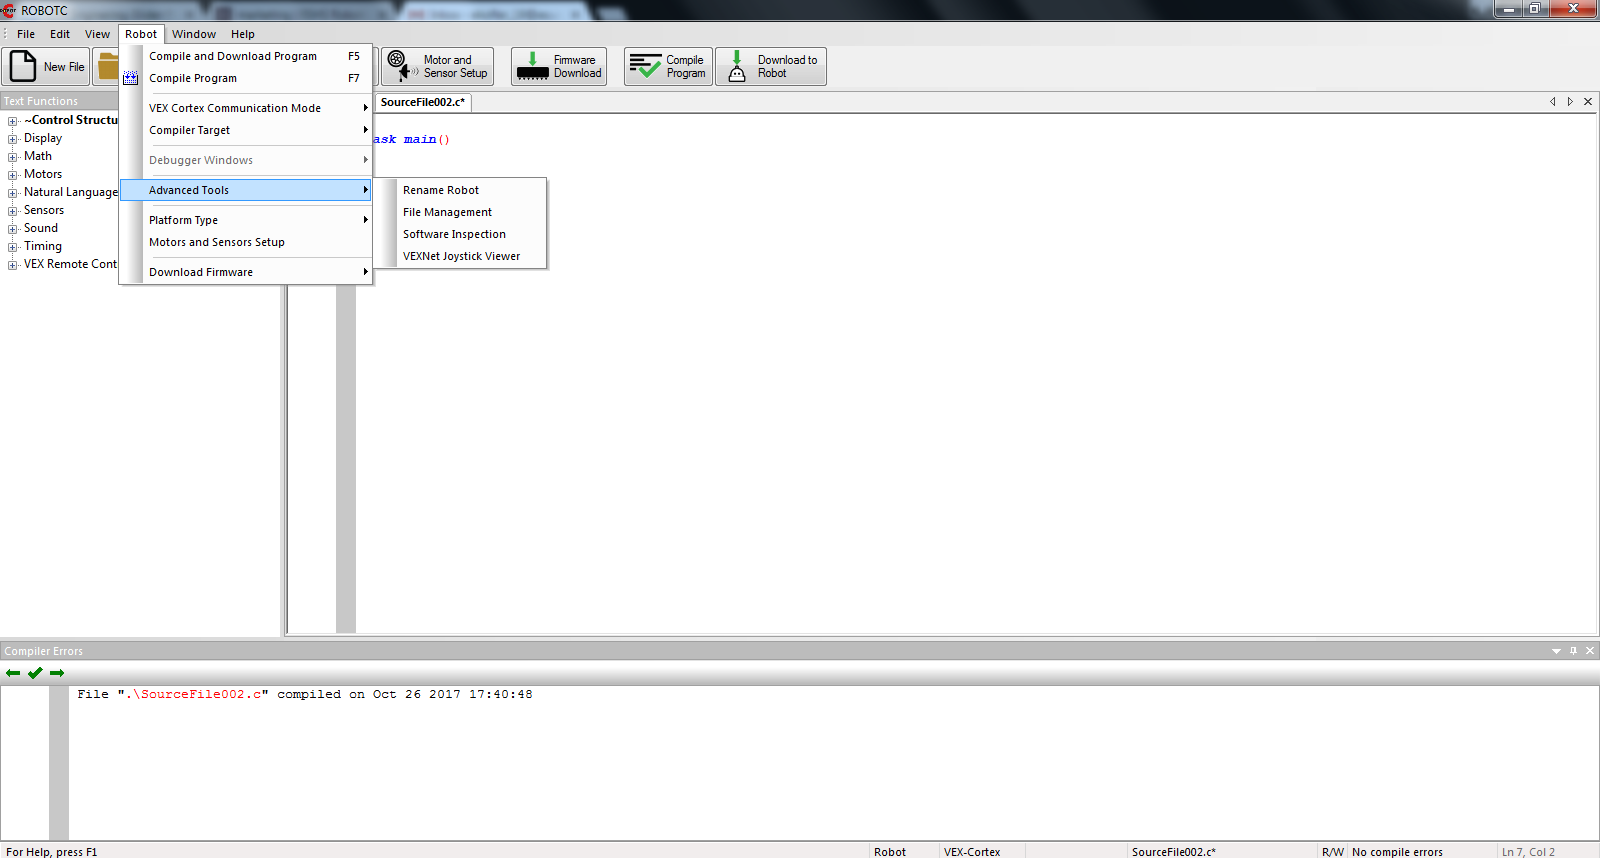 ROBOTC
File Edit View Robot Window Help
New File
Motor and
Sensor Setup
Firmware
Download
Compile
Program
Download to
Robot
Compile and Download Program F5
Compile Program F7
VEX Cortex Communication Mode
Compiler Target
Debugger Windows
Advanced Tools
Platform Type
Motors and Sensors Setup
Download Firmware
Rename Robot
File Management
Software Inspection
VEXNet Joystick Viewer
Text Functions
~Control Structu
Display
Math
Motors
Natural Language
Sensors
Sound
Timing
VEX Remote Cont
SourceFile002.c*
ask main()
Compiler Errors
File ".\SourceFile002.c" compiled on Oct 26 2017 17:40:48
For Help, press F1 Robot VEX-Cortex SourceFile002.c* R/W No compile errors Ln 7, Col 2